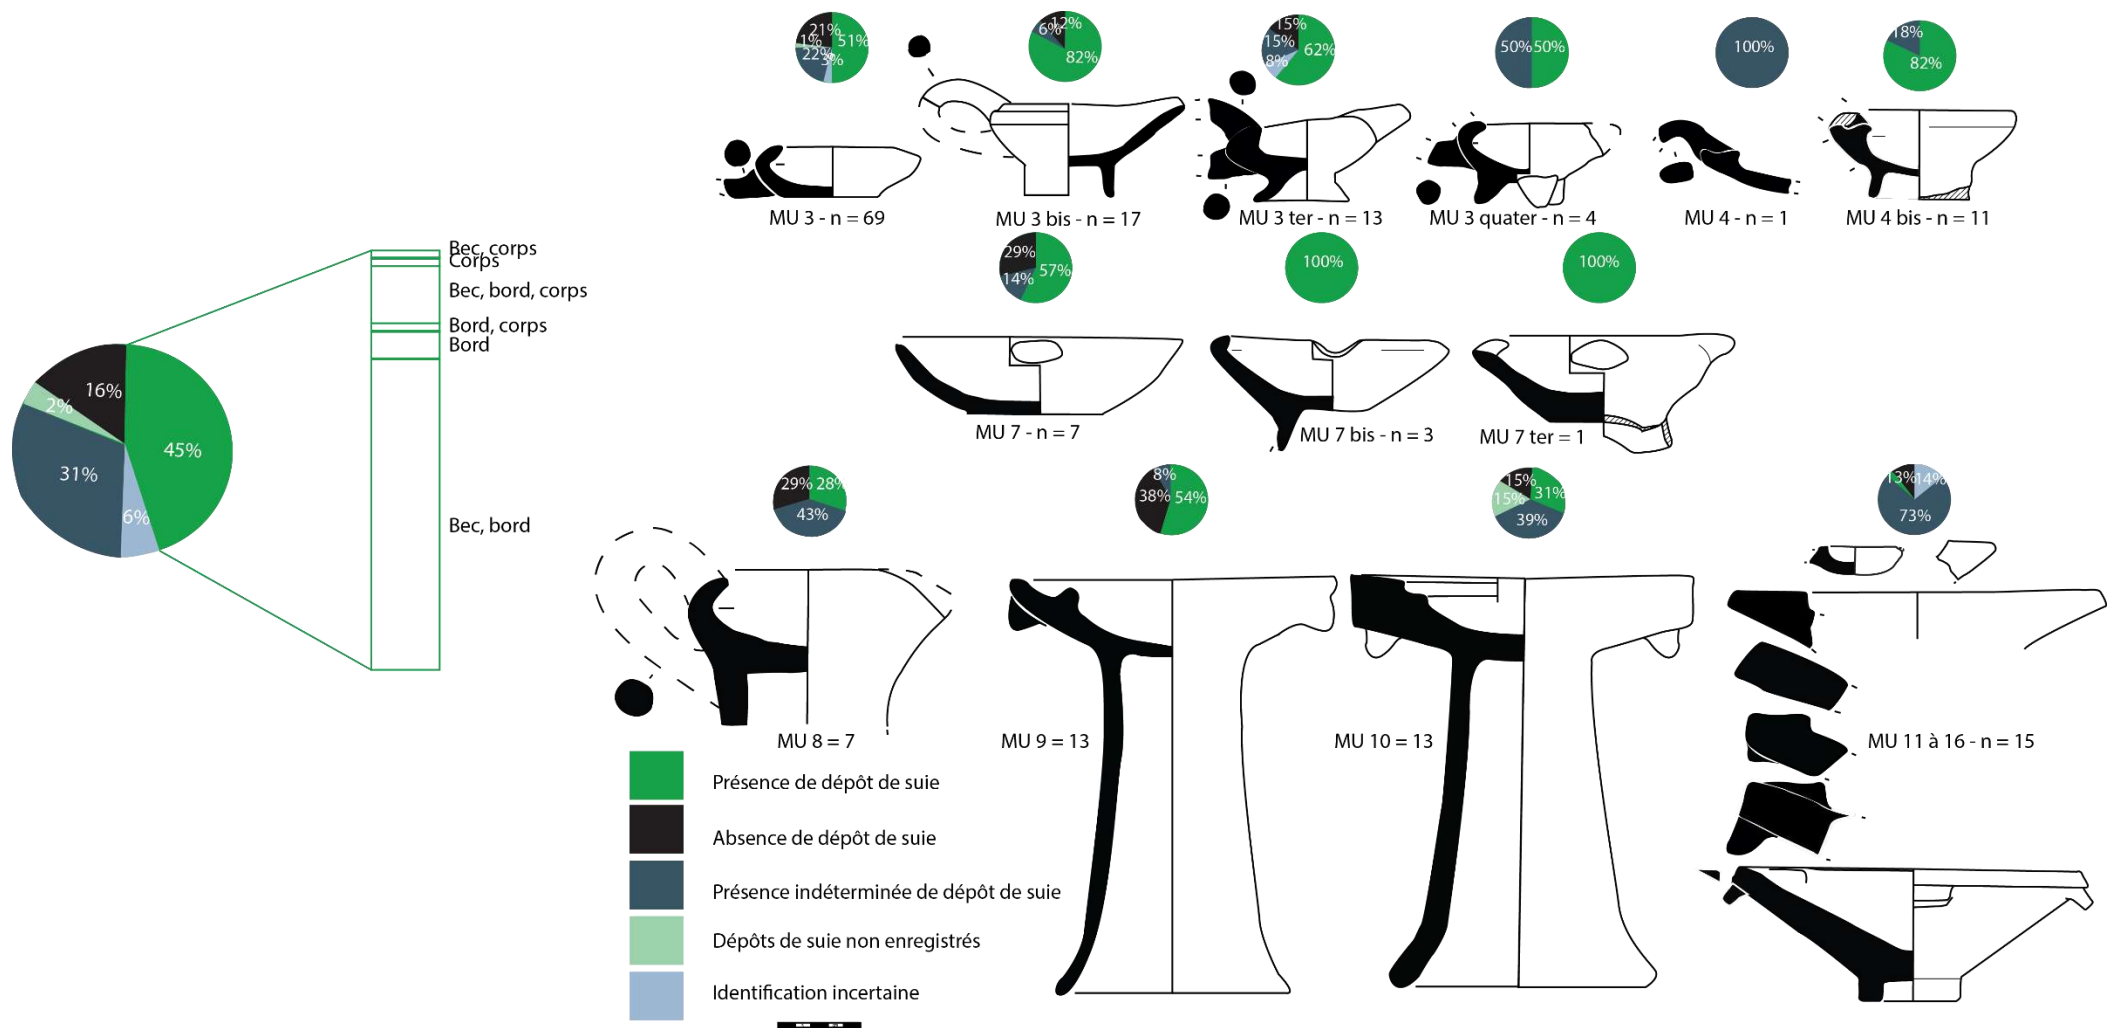 21%
51%
1%
22%
3%
12%
6%
82%
15%
15%
62%
8%
50%
50%
100%
18%
82%
MU 3 - n = 69
MU 3 bis - n = 17
MU 3 ter - n = 13
MU 3 quater - n = 4
MU 4 - n = 1
MU 4 bis - n = 11
29%
57%
14%
100%
100%
MU 7 - n = 7
MU 7 bis - n = 3
MU 7 ter = 1
Bec, corps
Corps
Bec, bord, corps
Bord, corps
Bord
Bec, bord
16%
2%
45%
31%
6%
29%
28%
43%
8%
38%
54%
15%
31%
15%
39%
13%
14%
73%
MU 8 = 7
MU 9 = 13
MU 10 = 13
MU 11 à 16 - n = 15
Présence de dépôt de suie
Absence de dépôt de suie
Présence indéterminée de dépôt de suie
Dépôts de suie non enregistrés
Identification incertaine